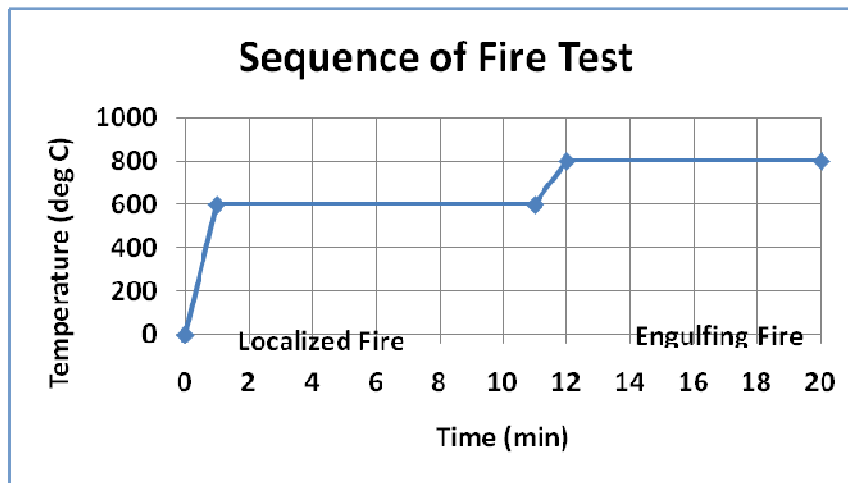 Sequence of Fire Test
Temperature (deg C)
1000
800
600
400
200
0
Localized Fire
Engulfing Fire
0 2 4 6 8 10 12 14 16 18 20
Time (min)